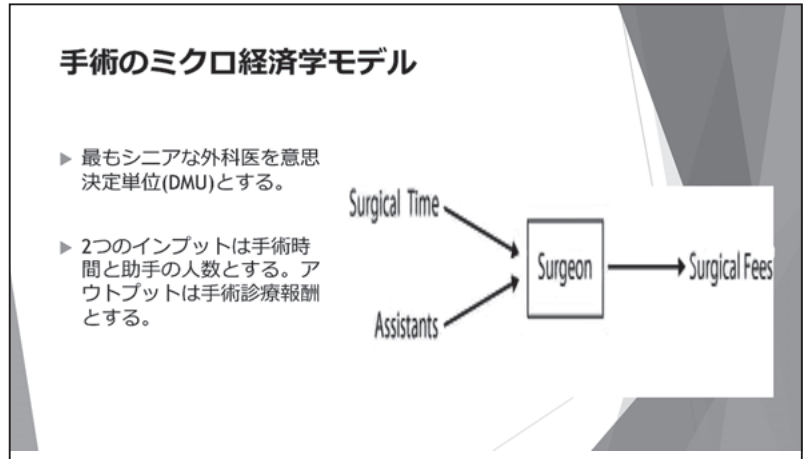 手術のミクロ経済学モデル
▶ 最もシニアな外科医を意思
決定単位(DMU)とする。
▶ 2つのインプットは手術時
間と助手の人数とする。ア
ウトプットは手術診療報酬
とする。
Surgical Time
Surgeon
Surgical Fees
Assistants